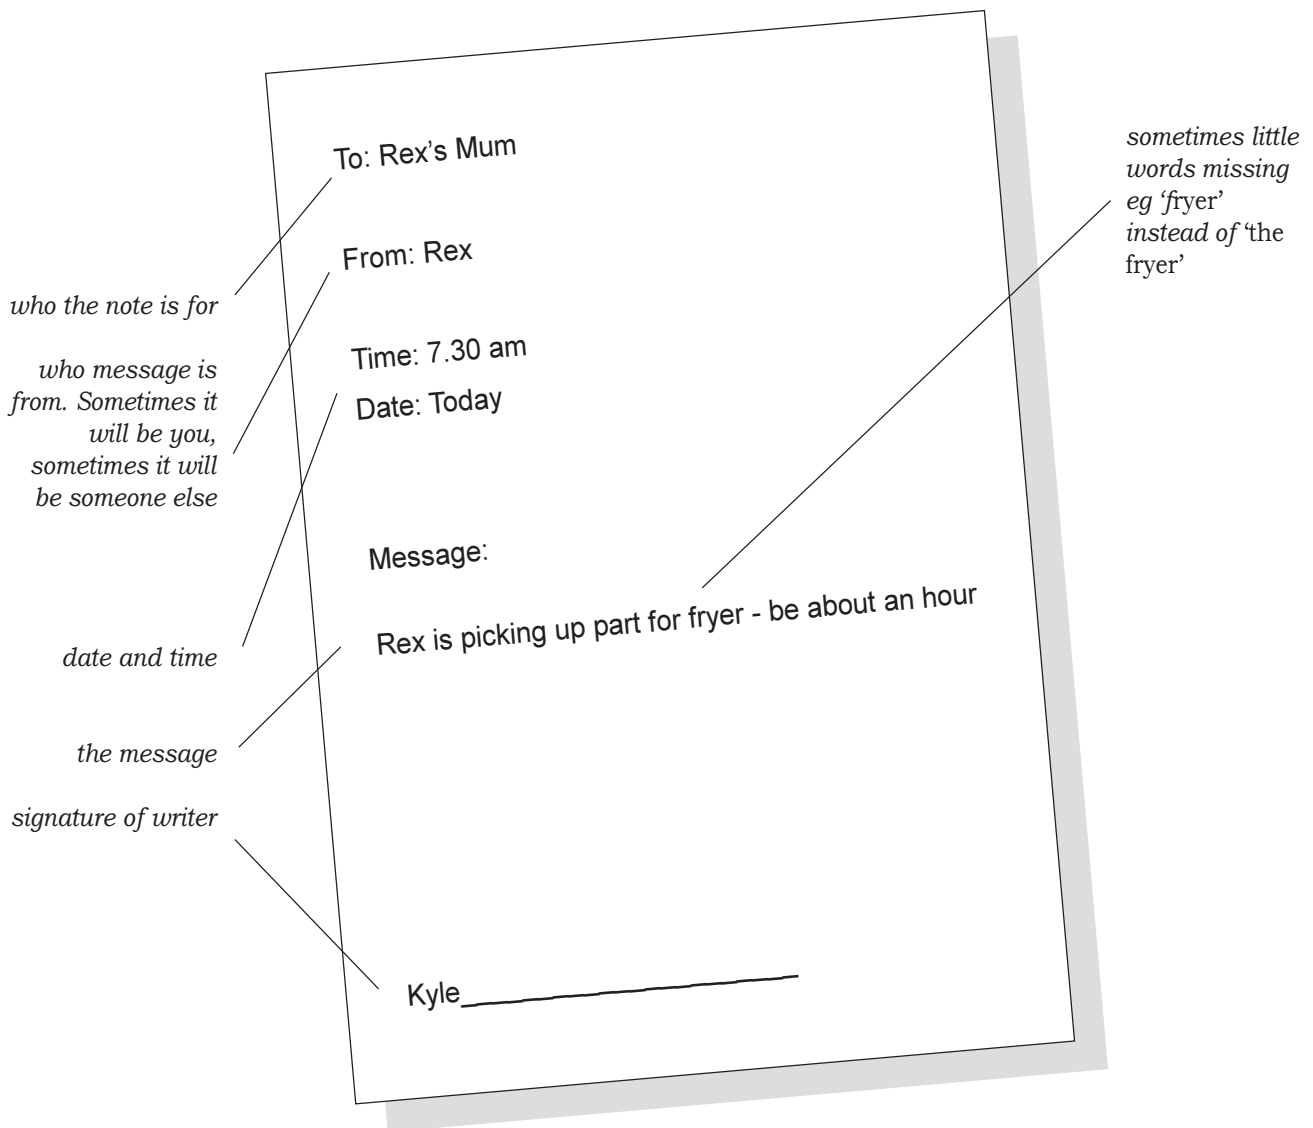 To: Rex's Mum
From: Rex
Time: 7.30 am
Date: Today
Message:
Rex is picking up part for fryer - be about an hour
Kyle
who the note is for
who message is
from. Sometimes it
will be you,
sometimes it will
be someone else
date and time
the message
signature of writer
sometimes little
words missing
eg ‘fryer’
instead of ‘the
fryer’